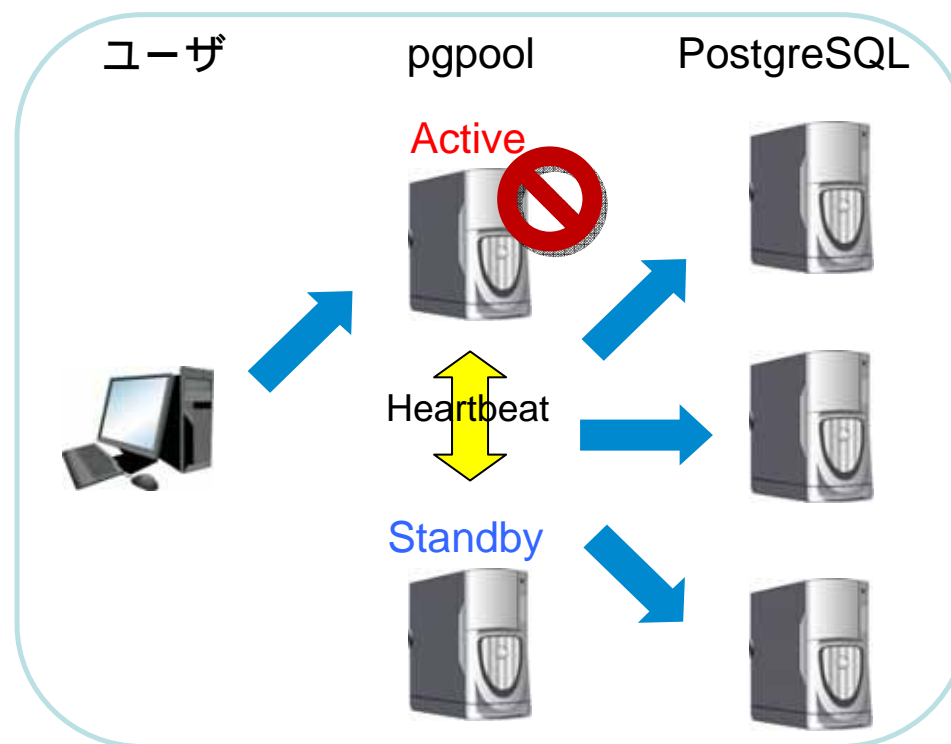 ユーザ
pgpool
PostgreSQL
Active
Heartbeat
Standby